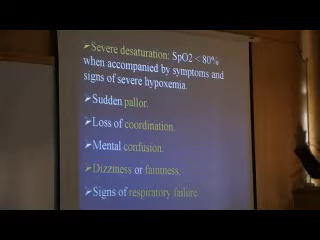 ➢Severe desaturation: SpO2 < 80%
when accompanied by symptoms and
signs of severe hypoxemia.
➢Sudden pallor.
➢Loss of coordination.
➢Mental confusion.
➢Dizziness or faintness.
➢Signs of respiratory failure.